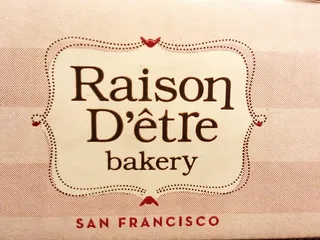 Raison
D'être
bakery
SAN FRANCISCO